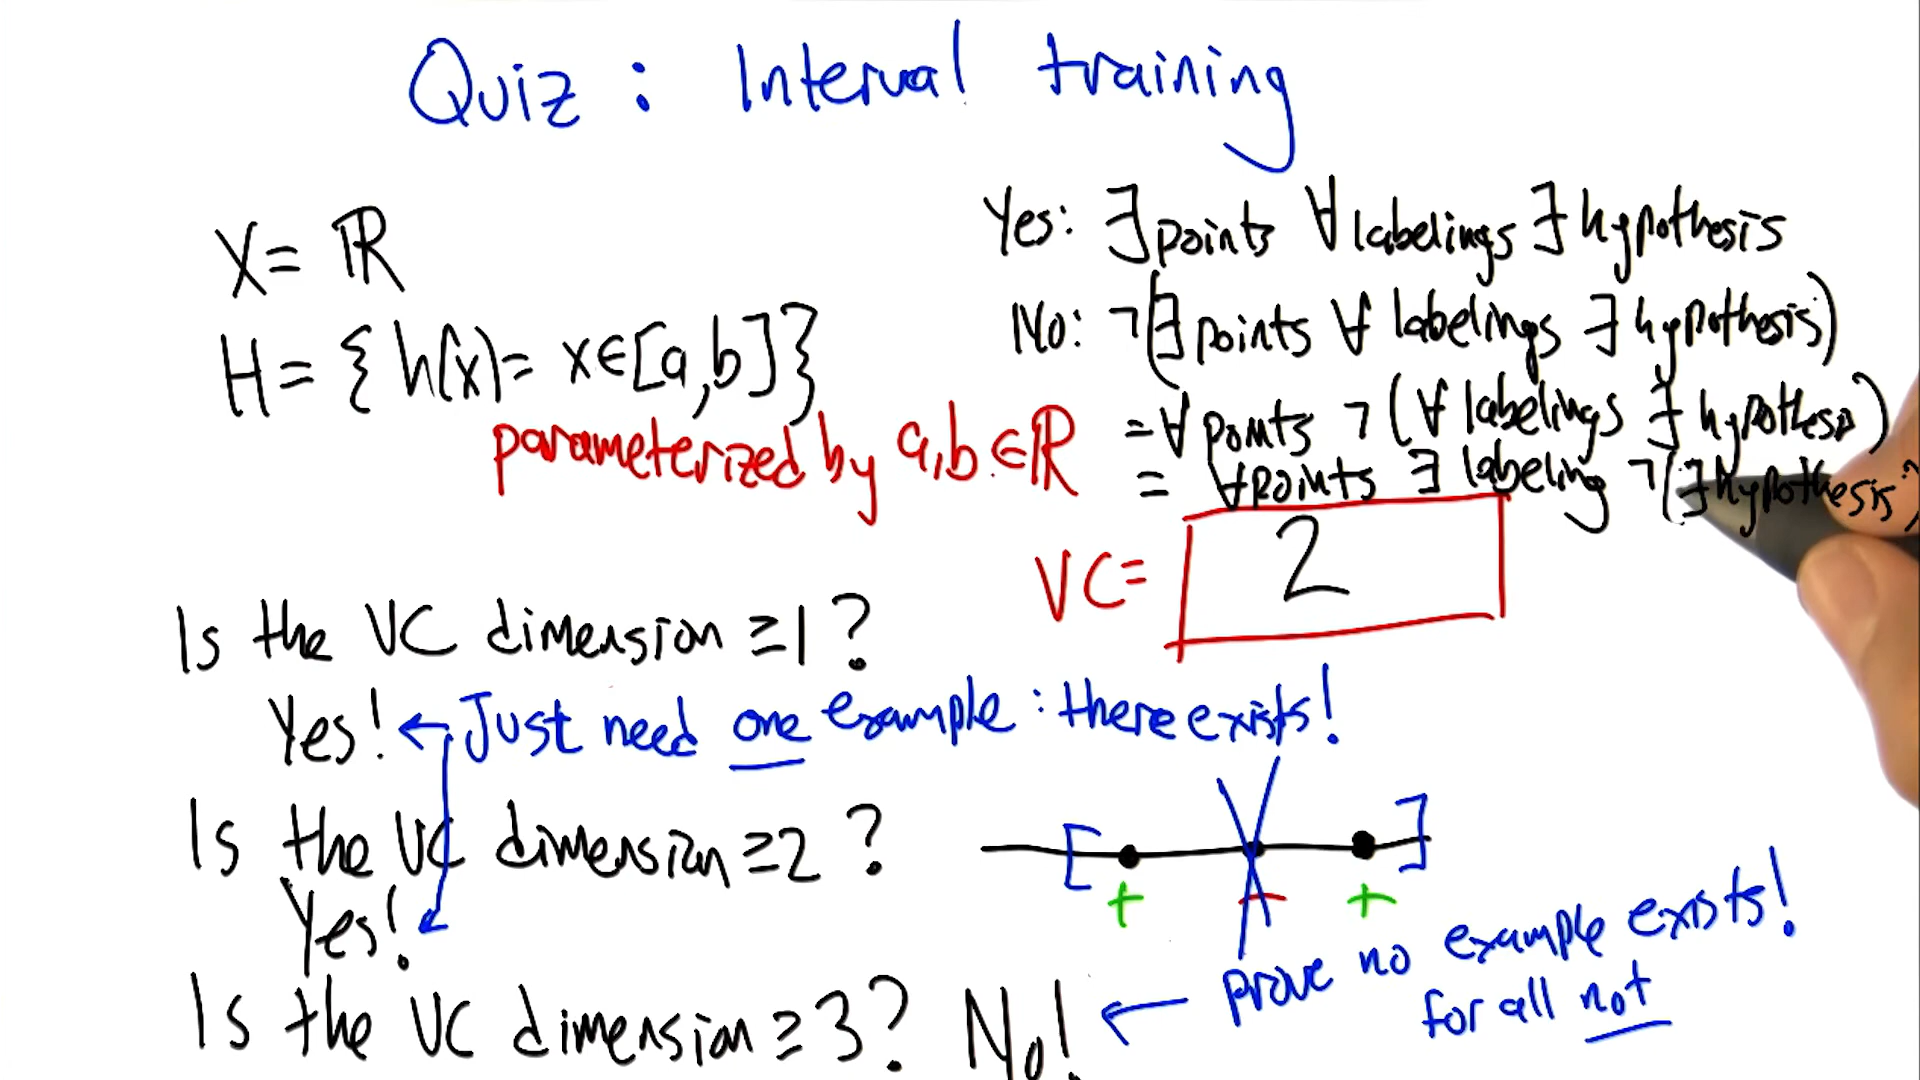 Quiz : Interval training
X = ℝ
H = { h(x) = x∈[a,b] }
parameterized by a,b ∈ ℝ
Yes: ∃ points ∀ labelings ∃ hypothesis
No: ¬(∃ points ∀ labelings ∃ hypothesis)
= ∀ points ¬ (∀ labelings ∃ hypothesis)
= ∀ points ∃ labeling ¬(∃ hypothesis)
VC = 2
Is the VC dimension ≥1?
Yes! ← Just need one example : there exists!
Is the VC dimension ≥2?
Yes!
[ ]
+ − +
Is the VC dimension ≥3? No!
← prove no example exists!
for all not